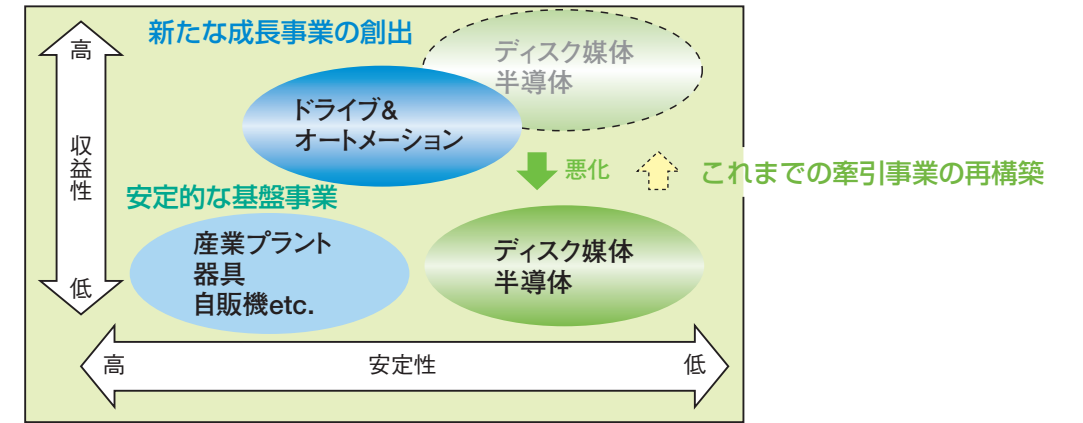 新たな成長事業の創出
高
ディスク媒体
半導体
ドライブ&
オートメーション
収益性
悪化
これまでの牽引事業の再構築
安定的な基盤事業
産業プラント
器具
自販機etc.
ディスク媒体
半導体
低
高
安定性
低